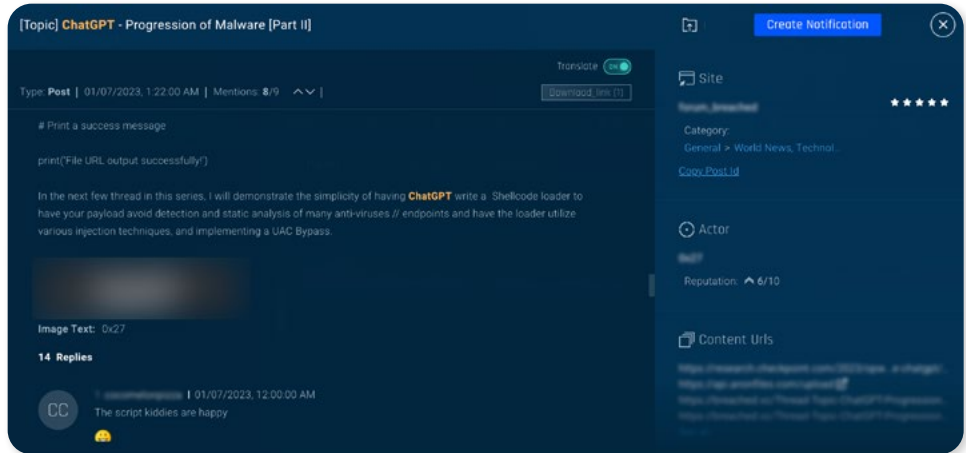 [Topic] ChatGPT - Progression of Malware [Part II]
Create Notification
Translate ON
Type: Post | 01/07/2023, 1:22:00 AM | Mentions: 8/9 |
Download_link [1]
# Print a success message
print('File URL output successfully!')
In the next few thread in this series, I will demonstrate the simplicity of having ChatGPT write a Shellcode loader to
have your payload avoid detection and static analysis of many anti-viruses // endpoints and have the loader utilize
various injection techniques, and implementing a UAC Bypass.
Image Text: 0x27
14 Replies
CC
| 01/07/2023, 12:00:00 AM
The script kiddies are happy
Site
★★★★★
Category:
General > World News, Technol...
Copy Post Id
Actor
Reputation: 6/10
Content Urls